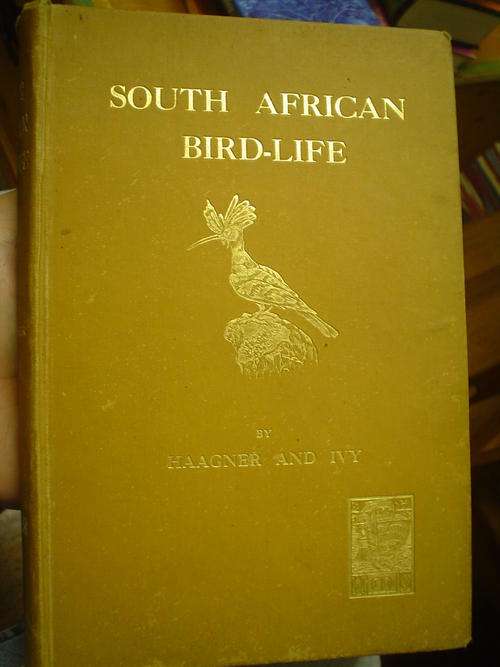 SOUTH AFRICAN
BIRD-LIFE
BY
HAAGNER AND IVY